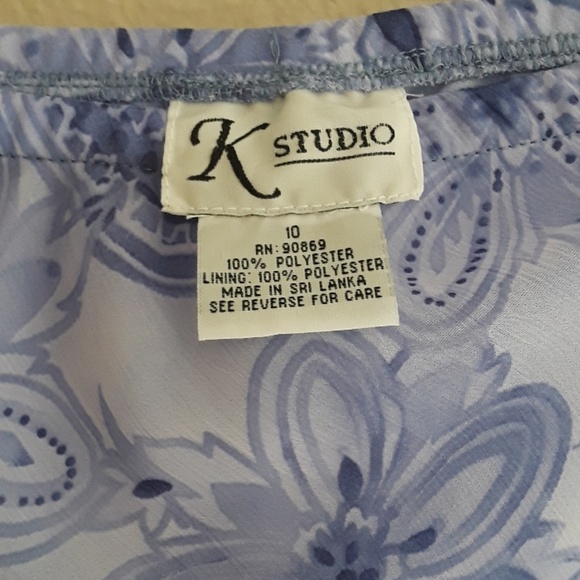 K STUDIO
10
RN: 90869
100% POLYESTER
LINING: 100% POLYESTER
MADE IN SRI LANKA
SEE REVERSE FOR CARE